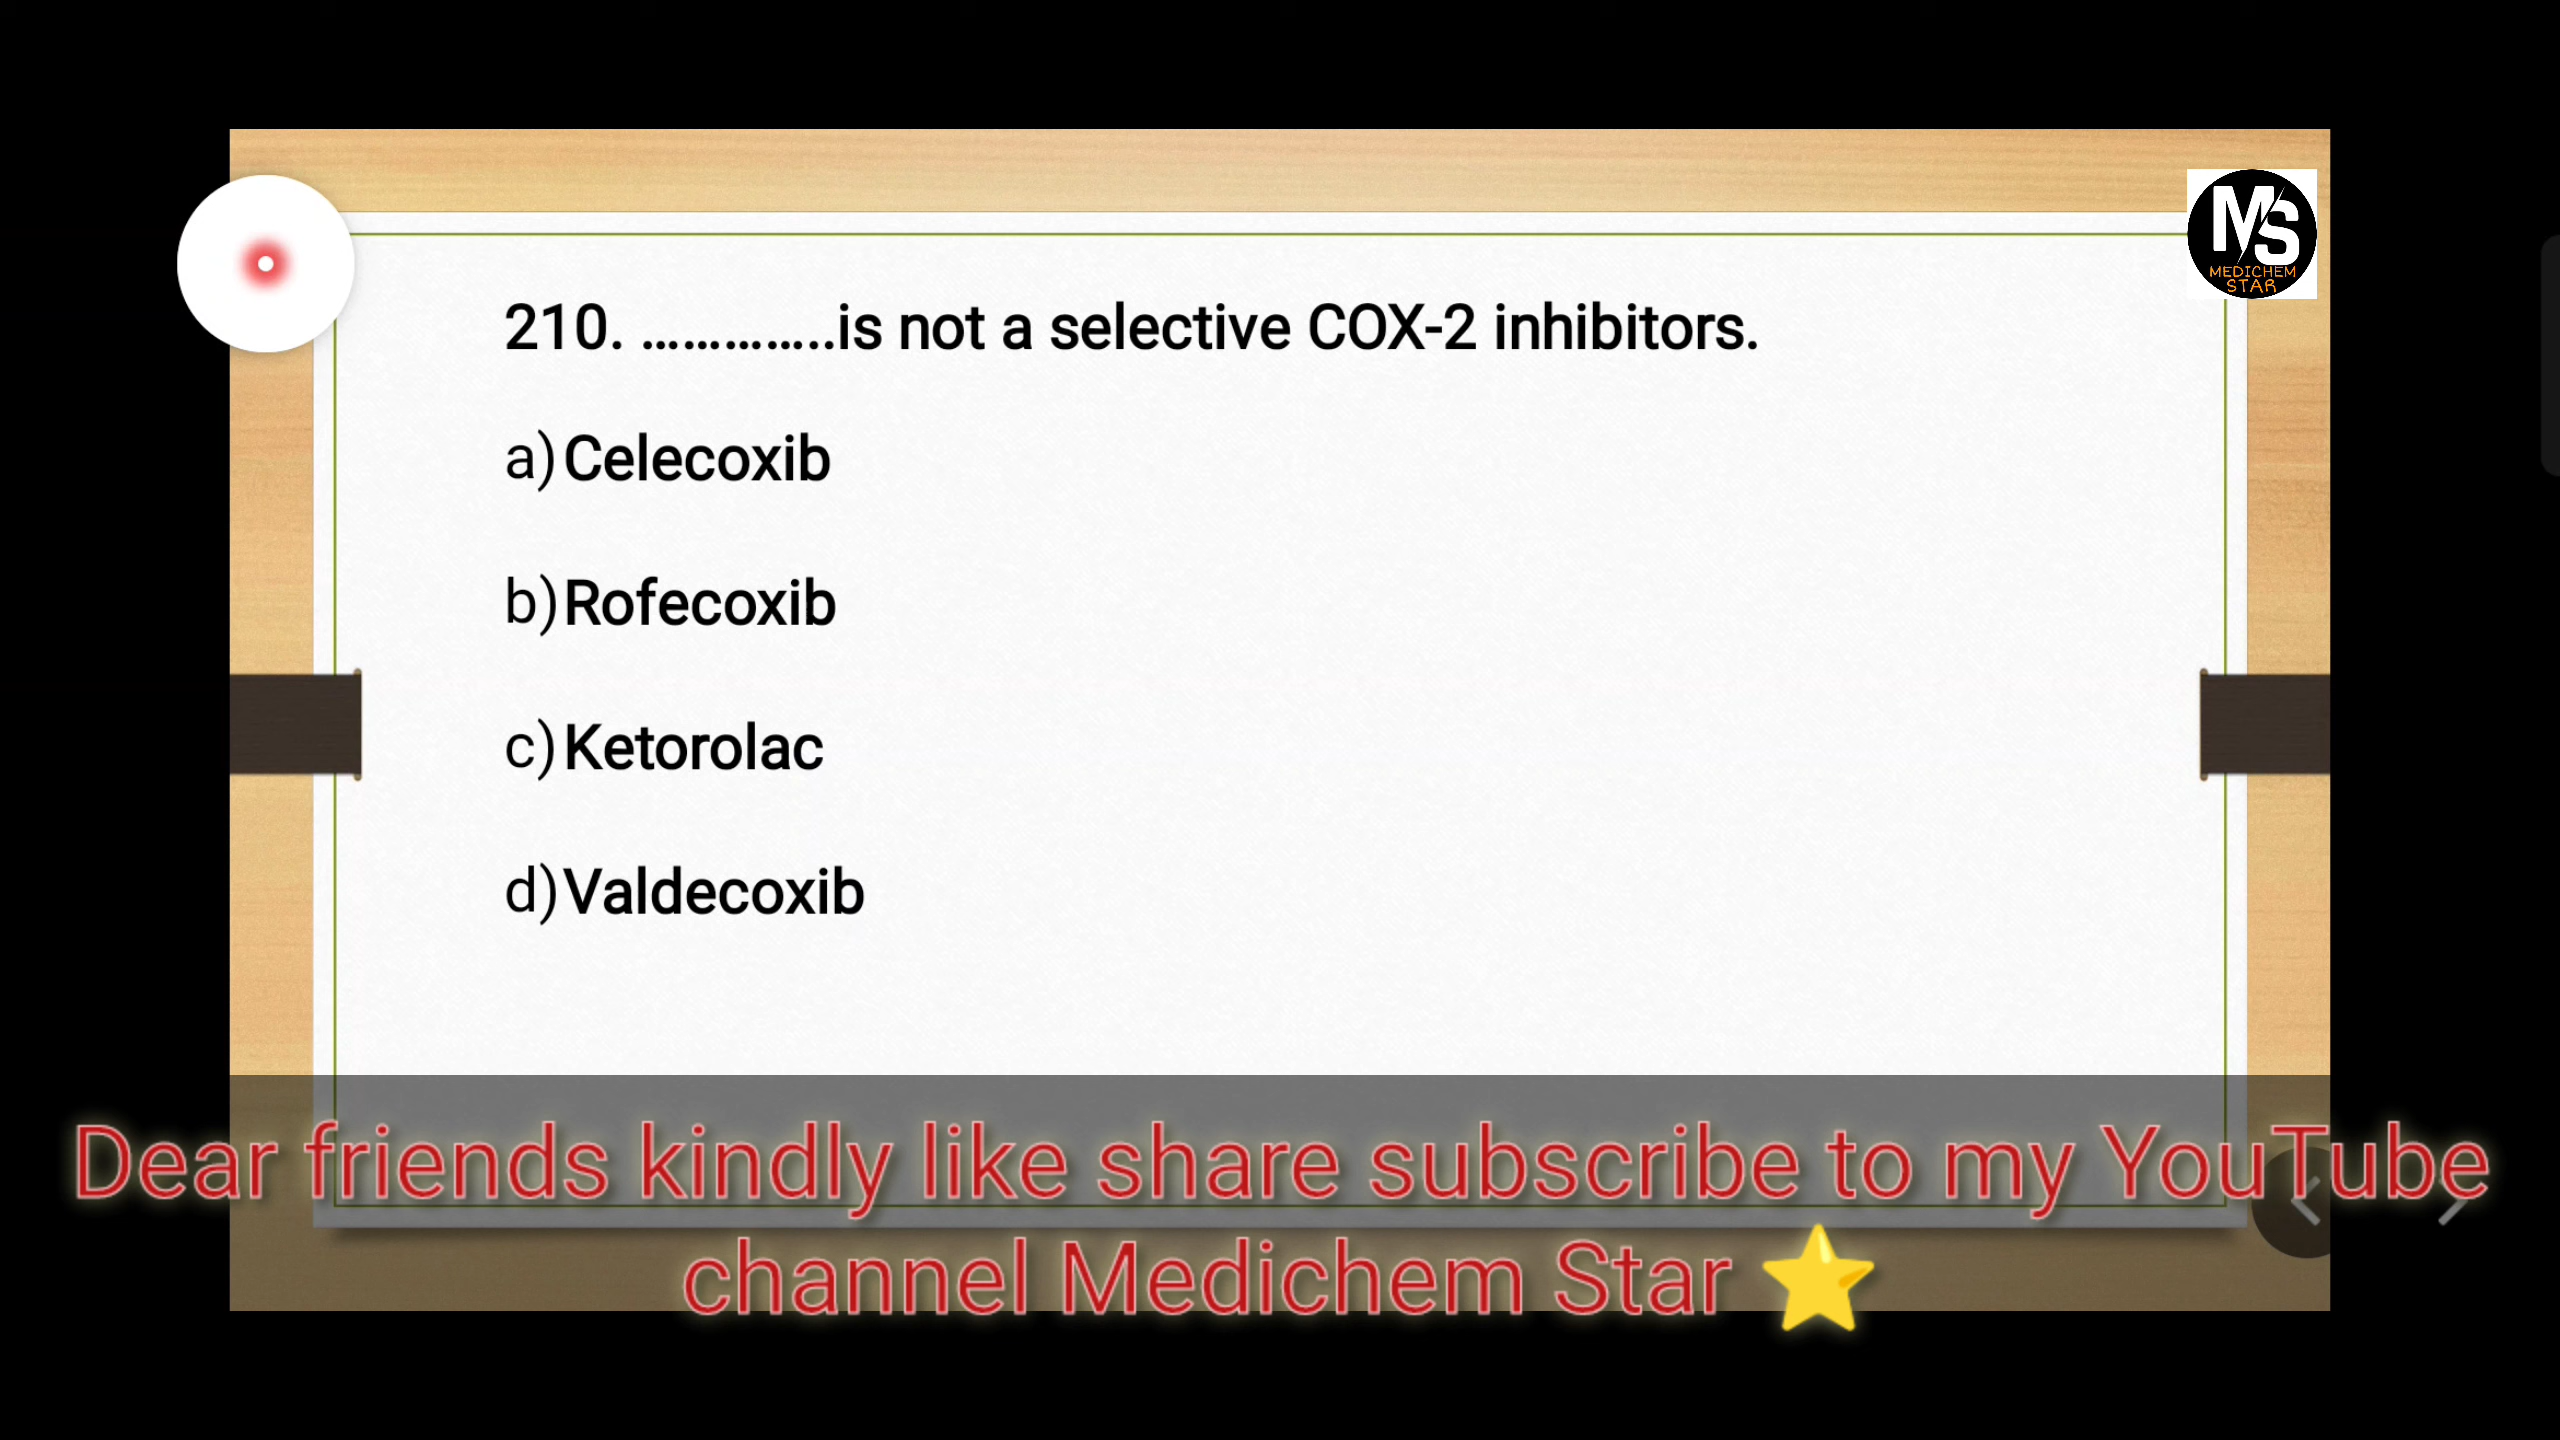 MS
MEDICHEM
STAR
210. …………..is not a selective COX-2 inhibitors.
a) Celecoxib
b) Rofecoxib
c) Ketorolac
d) Valdecoxib
Dear friends kindly like share subscribe to my YouTube
channel Medichem Star ⭐